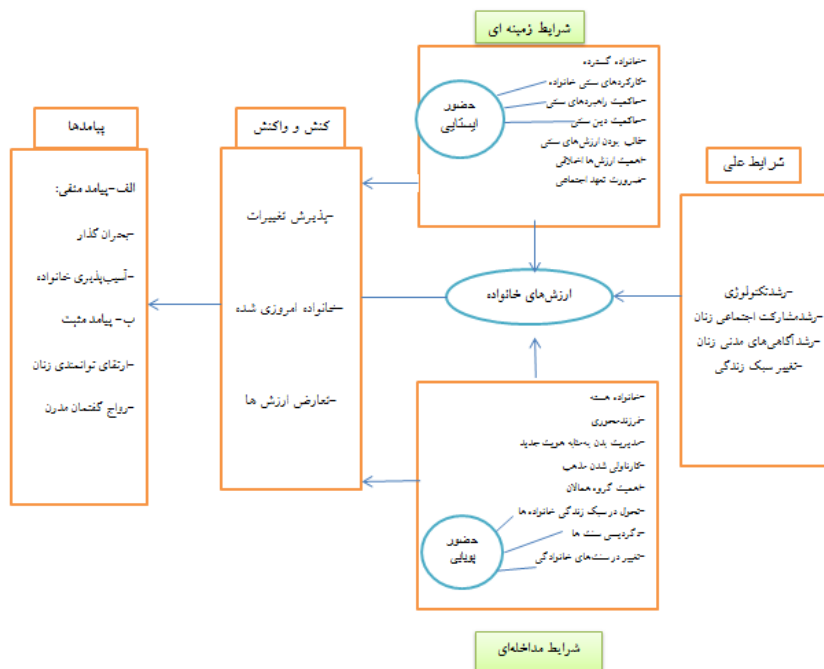 شرایط زمینه ای
-خانواده گسترده
-کارکردهای سنتی خانواده
-حاکمیت راهبردهای سنتی
-حاکمیت دین سنتی
-غالب بودن ارزش‌های سنتی
-اهمیت ارزش‌ها اخلاقی
-ضرورت تعهد اجتماعی
حضور
ایستایی
شرایط علی
-رشدتکنولوژی
-رشدمشارکت اجتماعی زنان
-رشدآگاهی‌های مدنی زنان
-تغییر سبک زندگی
ارزش‌های خانواده
کنش و واکنش
-پذیرش تغییرات
-خانواده امروزی شده
-تعارض ارزش ها
پیامدها
الف-پیامد منفی:
-بحران گذار
-آسیب‌پذیری خانواده
ب- پیامد مثبت
-ارتقای توانمندی زنان
-رواج گفتمان مدرن
-خانواده هسته
-فرزندمحوری
-مدیریت بدن به‌مثابه هویت جدید
-کارناوالی شدن مذهب
-اهمیت گروه همالان
-تحول در سبک زندگی خانواده ها
-دگردیسی سنت ها
-تغییر در سنت‌های خانوادگی
حضور
پویایی
شرایط مداخله‌ای